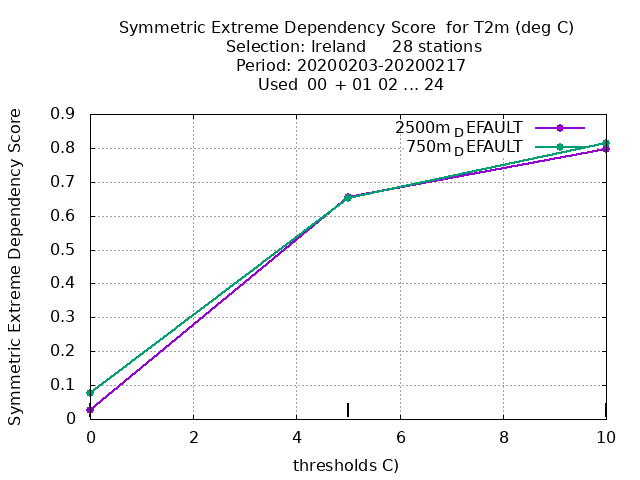 Symmetric Extreme Dependency Score  for T2m (deg C)
Selection: Ireland     28 stations
Period: 20200203-20200217
Used  00 + 01 02 ... 24
Symmetric Extreme Dependency Score
0.9
0.8
0.7
0.6
0.5
0.4
0.3
0.2
0.1
0
2500m_DEFAULT
750m_DEFAULT
0 2 4 6 8 10
thresholds C)